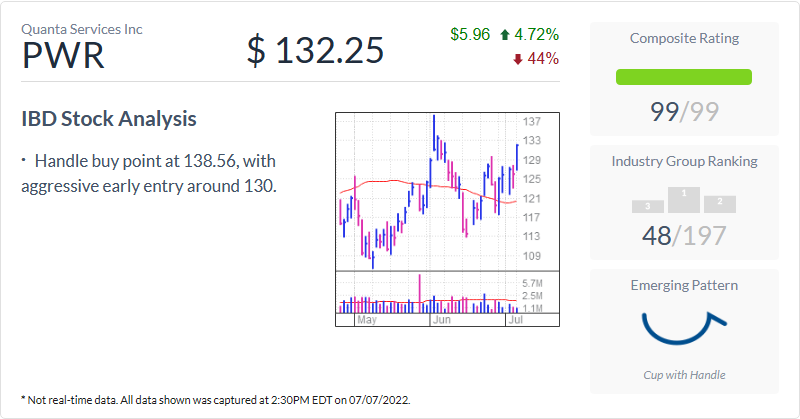 Quanta Services Inc
PWR
$ 132.25
$5.96 4.72%
44%
IBD Stock Analysis
· Handle buy point at 138.56, with
aggressive early entry around 130.
137
133
129
125
121
117
113
109
5.7M
2.5M
1.1M
May Jun Jul
Composite Rating
99/99
Industry Group Ranking
3 1 2
48/197
Emerging Pattern
Cup with Handle
* Not real-time data. All data shown was captured at 2:30PM EDT on 07/07/2022.